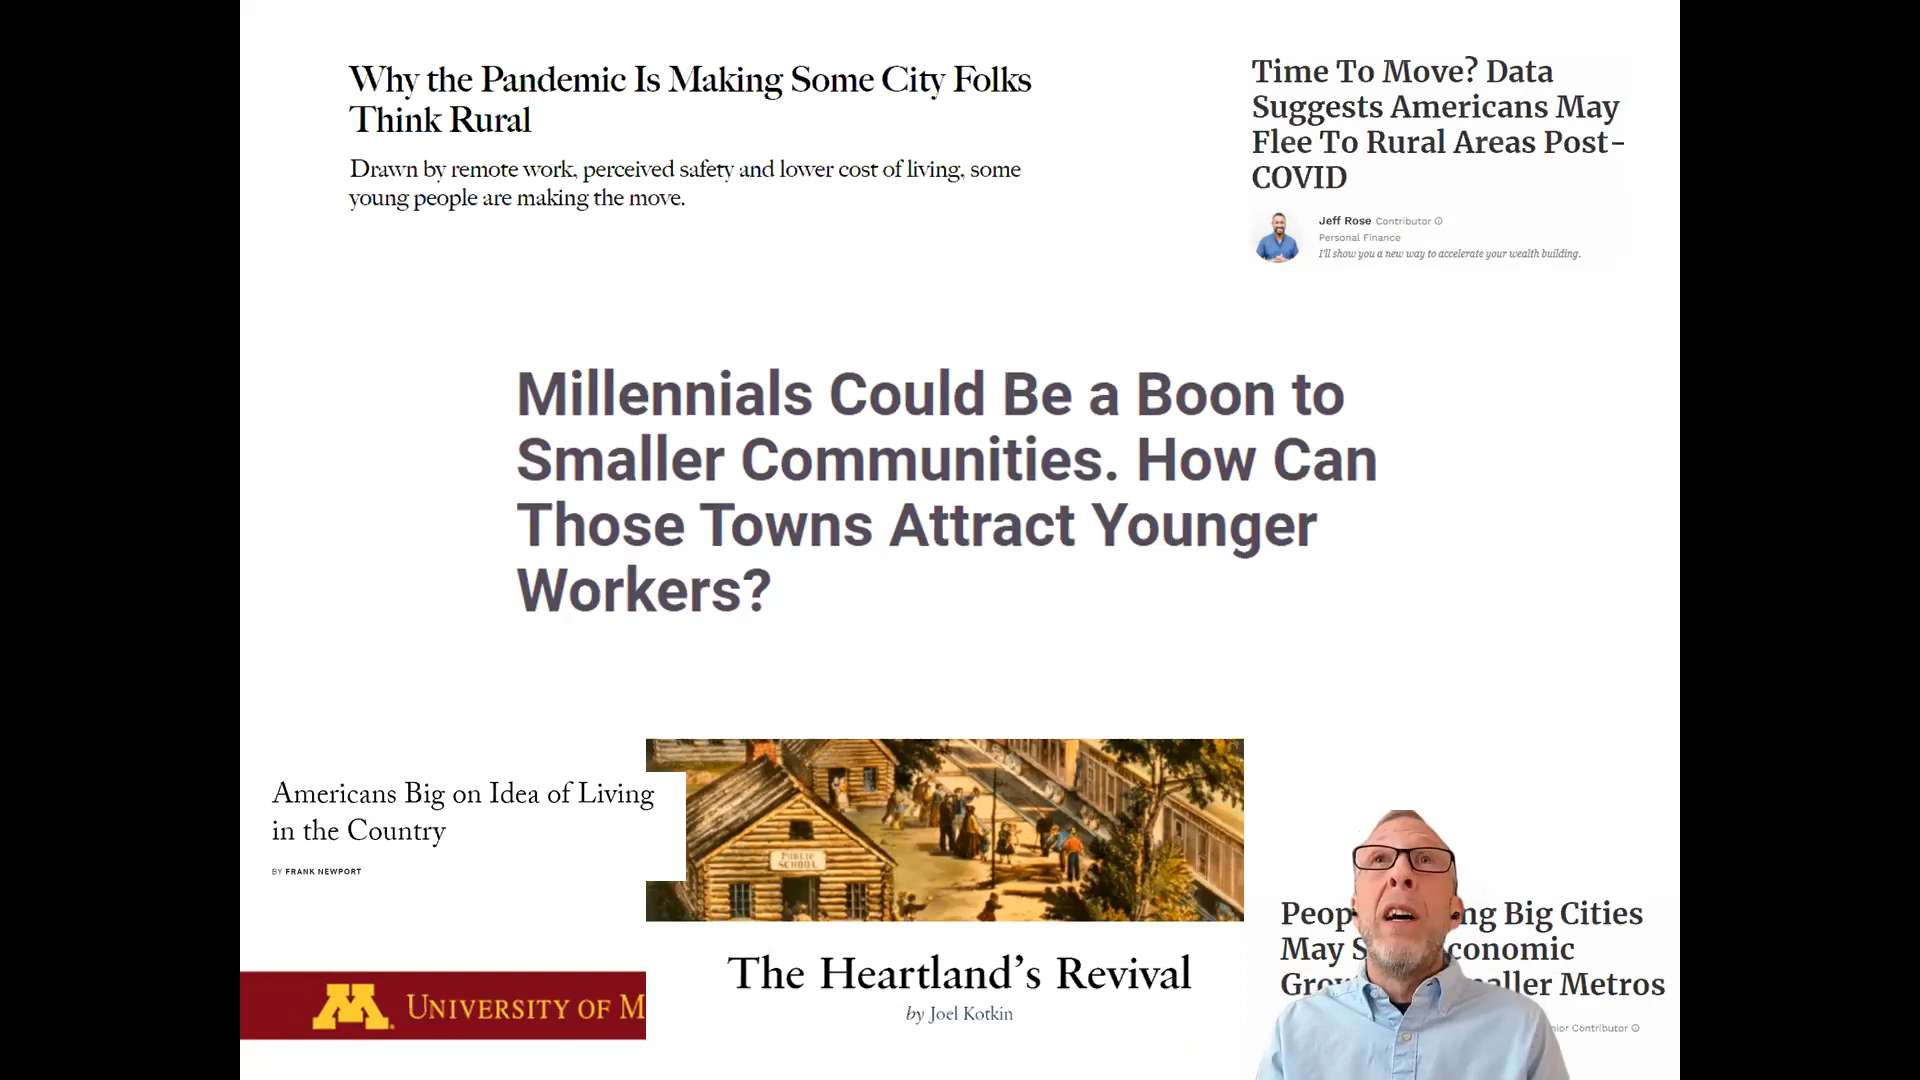 Why the Pandemic Is Making Some City Folks
Think Rural
Drawn by remote work, perceived safety and lower cost of living, some
young people are making the move.
Time To Move? Data
Suggests Americans May
Flee To Rural Areas Post-
COVID
Jeff Rose Contributor
Personal Finance
I'll show you a new way to accelerate your wealth building.
Millennials Could Be a Boon to
Smaller Communities. How Can
Those Towns Attract Younger
Workers?
Americans Big on Idea of Living
in the Country
BY FRANK NEWPORT
PUBLIC
SCHOOL
UNIVERSITY OF M
The Heartland's Revival
by Joel Kotkin
Big Cities
May
Metros
Contributor